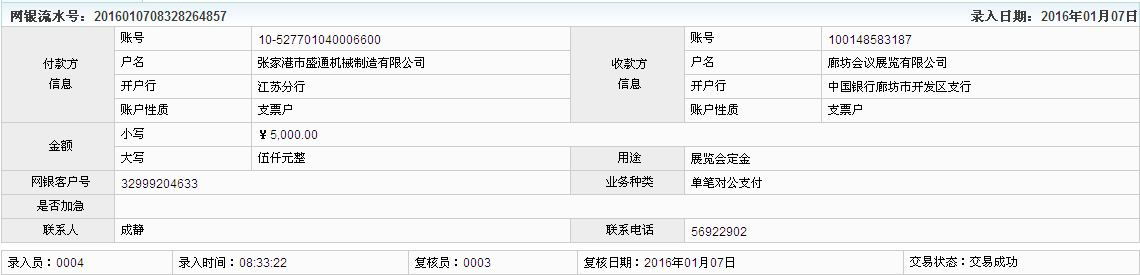 网银流水号：2016010708328264857 录入日期：2016年01月07日
付款方信息 账号 10-527701040006600 收款方信息 账号 100148583187
户名 张家港市盛通机械制造有限公司 户名 廊坊会议展览有限公司
开户行 江苏分行 开户行 中国银行廊坊市开发区支行
账户性质 支票户 账户性质 支票户
金额 小写 ￥5,000.00
大写 伍仟元整 用途 展览会定金
网银客户号 32999204633 业务种类 单笔对公支付
是否加急
联系人 成静 联系电话 56922902
录入员：0004 录入时间：08:33:22 复核员：0003 复核日期：2016年01月07日 交易状态：交易成功